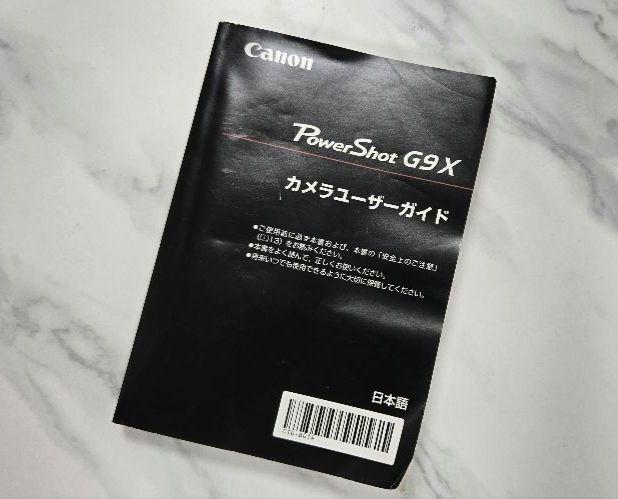 Canon
PowerShot G9 X
カメラユーザーガイド
●ご使用前に必ず本書および、本書の「安全上のご注意」
（□13）をお読みください。
●本書をよく読んで、正しくお使いください。
●将来いつでも使用できるように大切に保管してください。
日本語